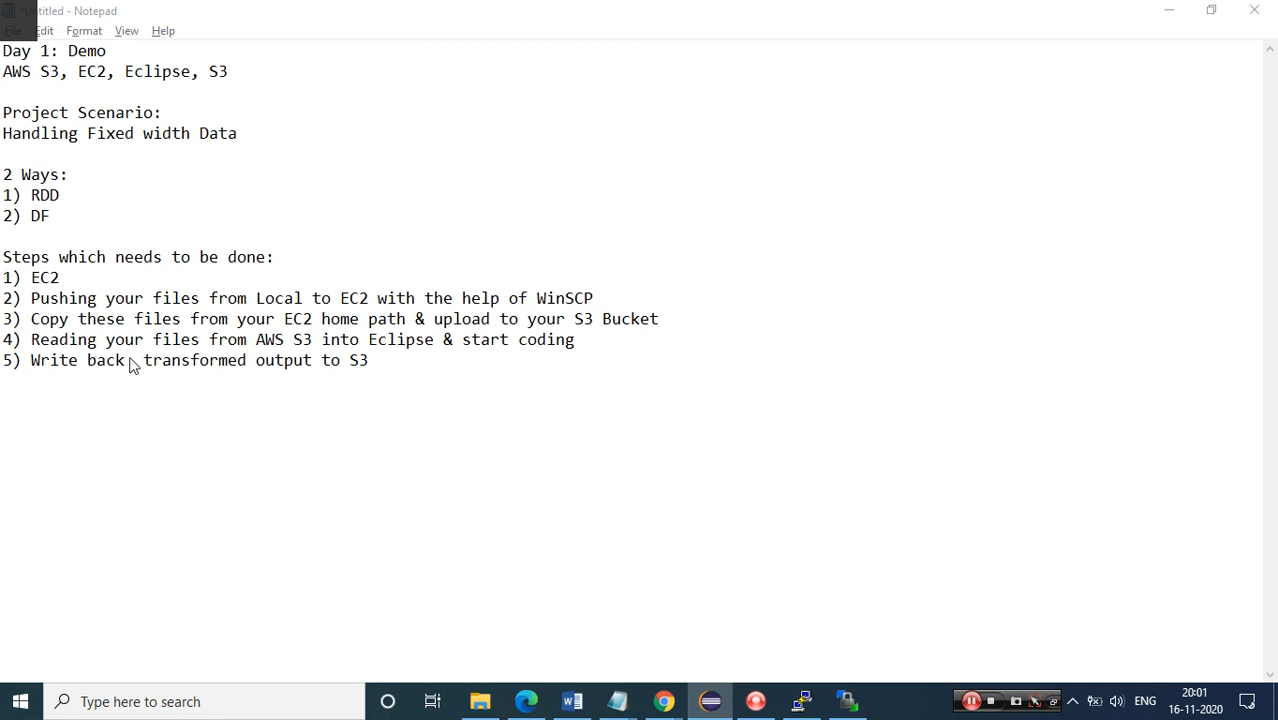 *Untitled - Notepad
File Edit Format View Help
Day 1: Demo
AWS S3, EC2, Eclipse, S3
Project Scenario:
Handling Fixed width Data
2 Ways:
1) RDD
2) DF
Steps which needs to be done:
1) EC2
2) Pushing your files from Local to EC2 with the help of WinSCP
3) Copy these files from your EC2 home path & upload to your S3 Bucket
4) Reading your files from AWS S3 into Eclipse & start coding
5) Write back transformed output to S3
Type here to search
ENG
20:01
16-11-2020